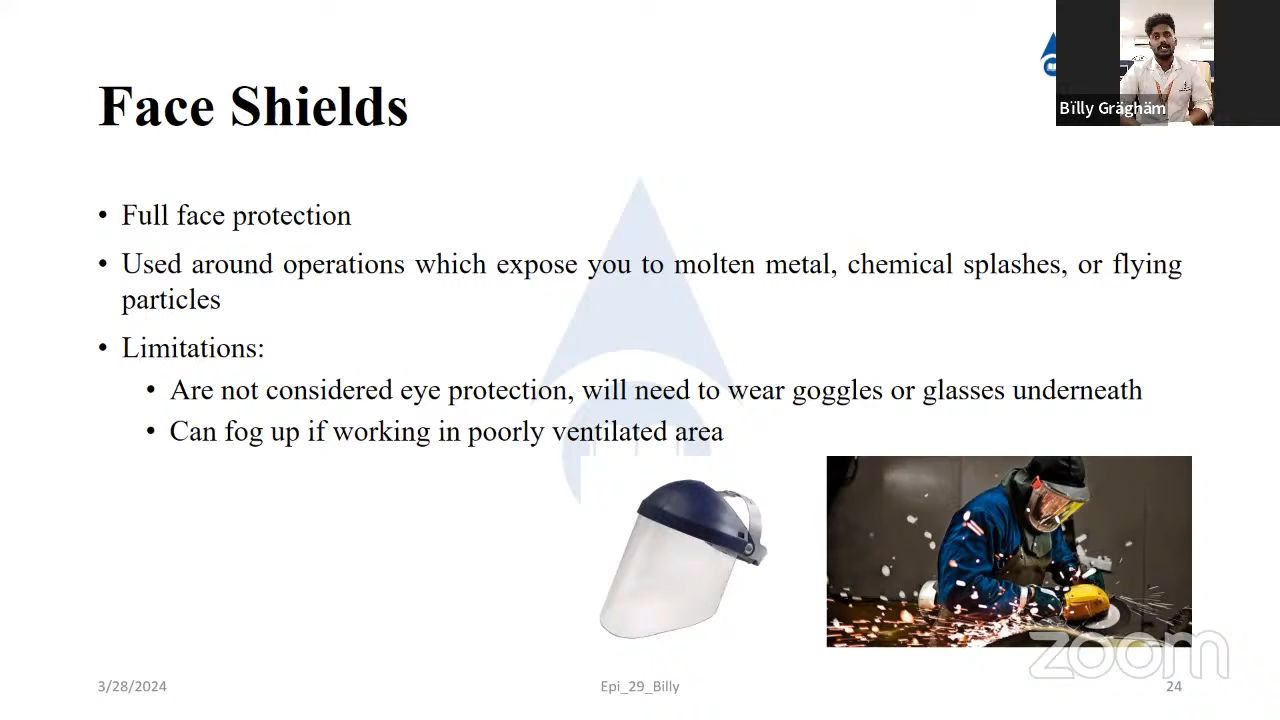 Bïlly Gräghäm
Face Shields
• Full face protection
• Used around operations which expose you to molten metal, chemical splashes, or flying
particles
• Limitations:
• Are not considered eye protection, will need to wear goggles or glasses underneath
• Can fog up if working in poorly ventilated area
zoom
3/28/2024
Epi_29_Billy
24